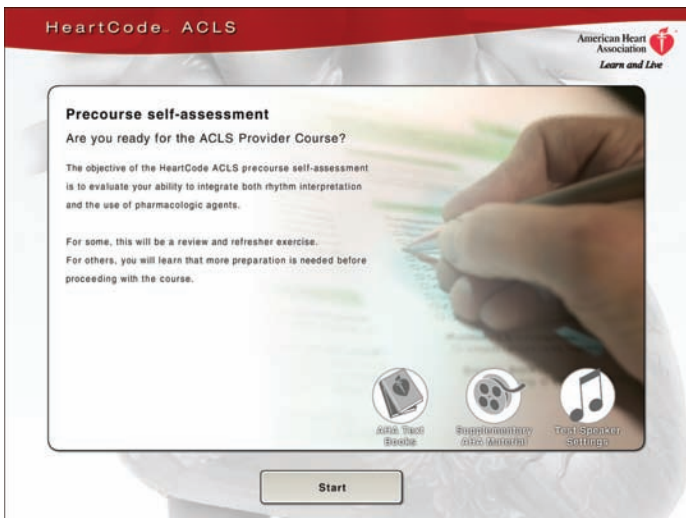 HeartCode™ ACLS
American Heart
Association
Learn and Live
Precourse self-assessment
Are you ready for the ACLS Provider Course?
The objective of the HeartCode ACLS precourse self-assessment
is to evaluate your ability to integrate both rhythm interpretation
and the use of pharmacologic agents.
For some, this will be a review and refresher exercise.
For others, you will learn that more preparation is needed before
proceeding with the course.
AHA Text
Books
Supplementary
AHA Material
Test Speaker
Settings
Start